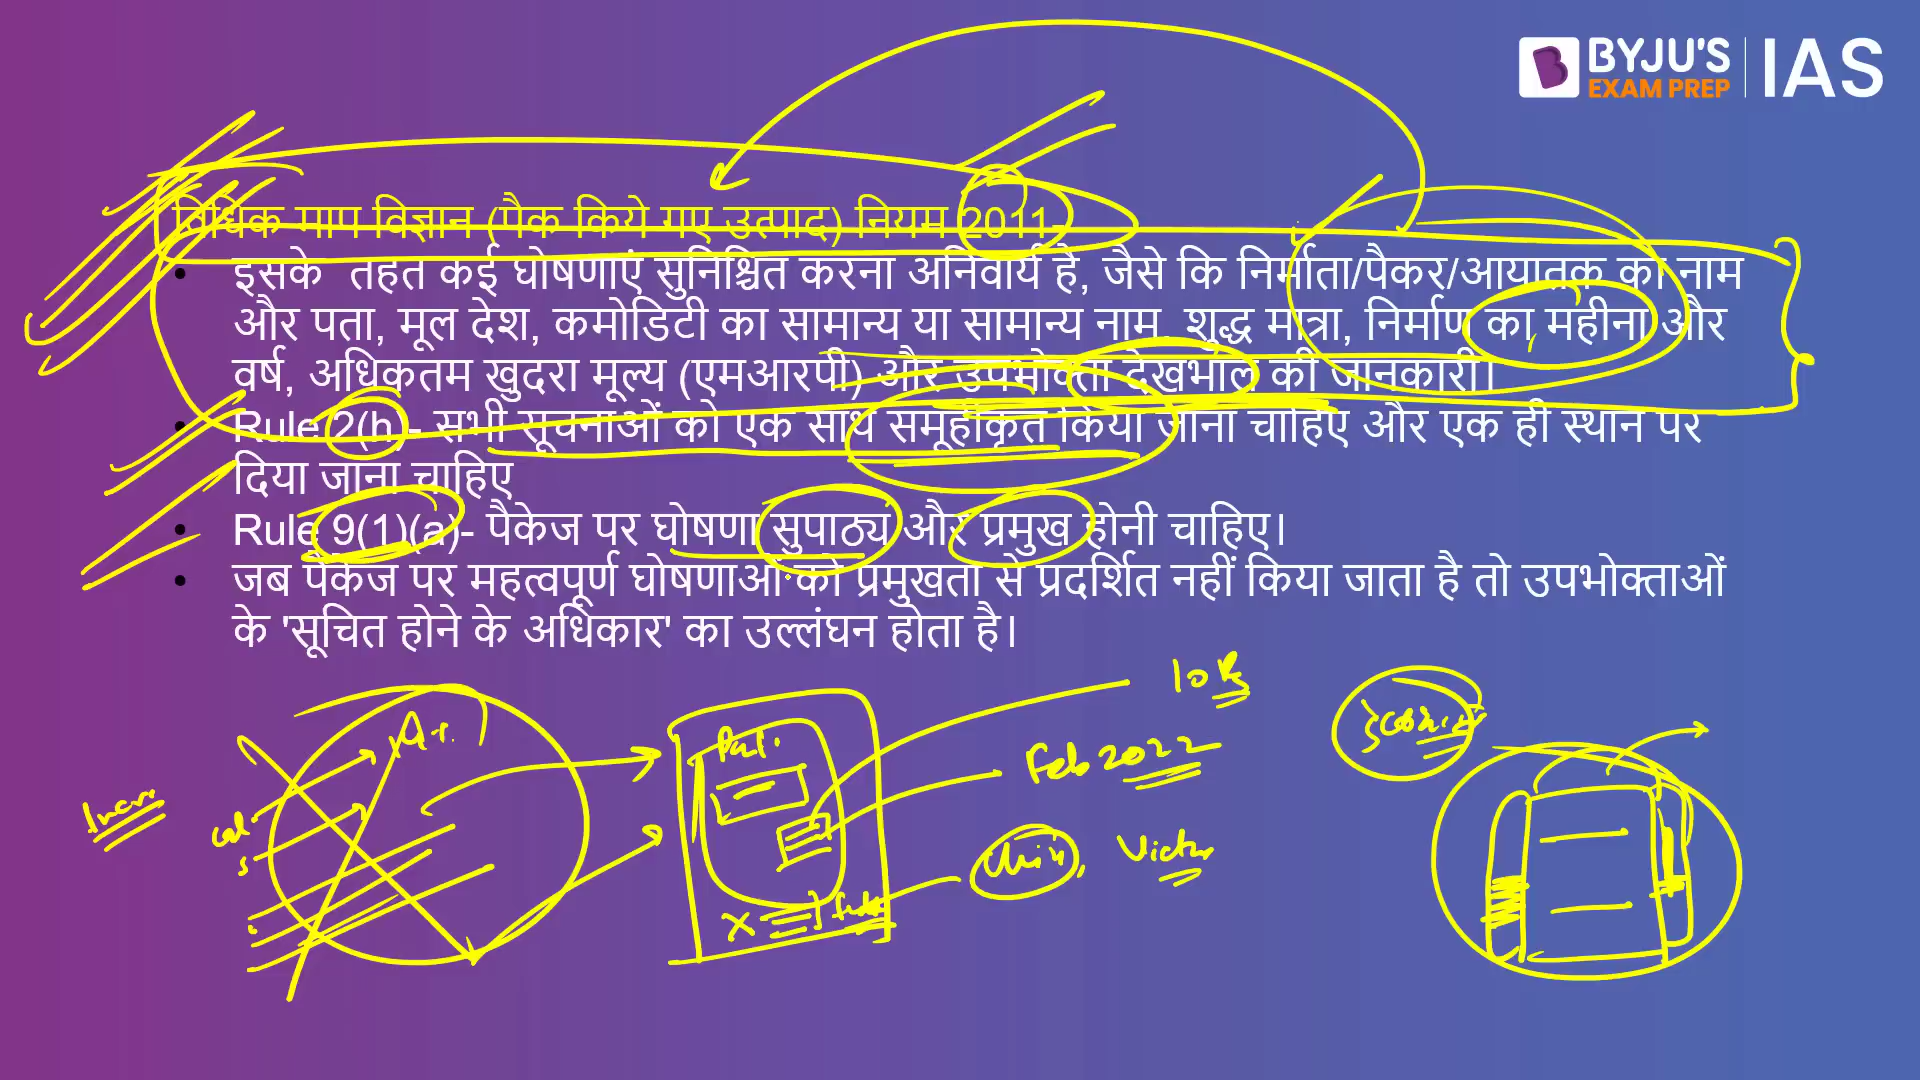 BYJU'S
EXAM PREP
IAS
विधिक माप विज्ञान (पैक किये गए उत्पाद) नियम 2011-
इसके तहत कई घोषणाएं सुनिश्चित करना अनिवार्य है, जैसे कि निर्माता/पैकर/आयातक का नाम
और पता, मूल देश, कमोडिटी का सामान्य या सामान्य नाम, शुद्ध मात्रा, निर्माण का महीना और
वर्ष, अधिकतम खुदरा मूल्य (एमआरपी) और उपभोक्ता देखभाल की जानकारी।
Rule 2(h)- सभी सूचनाओं को एक साथ समूहीकृत किया जाना चाहिए और एक ही स्थान पर
दिया जाना चाहिए
Rule 9(1)(a)- पैकेज पर घोषणा सुपाठ्य और प्रमुख होनी चाहिए।
जब पैकेज पर महत्वपूर्ण घोषणाओं को प्रमुखता से प्रदर्शित नहीं किया जाता है तो उपभोक्ताओं
के 'सूचित होने के अधिकार' का उल्लंघन होता है।
Feb 2022